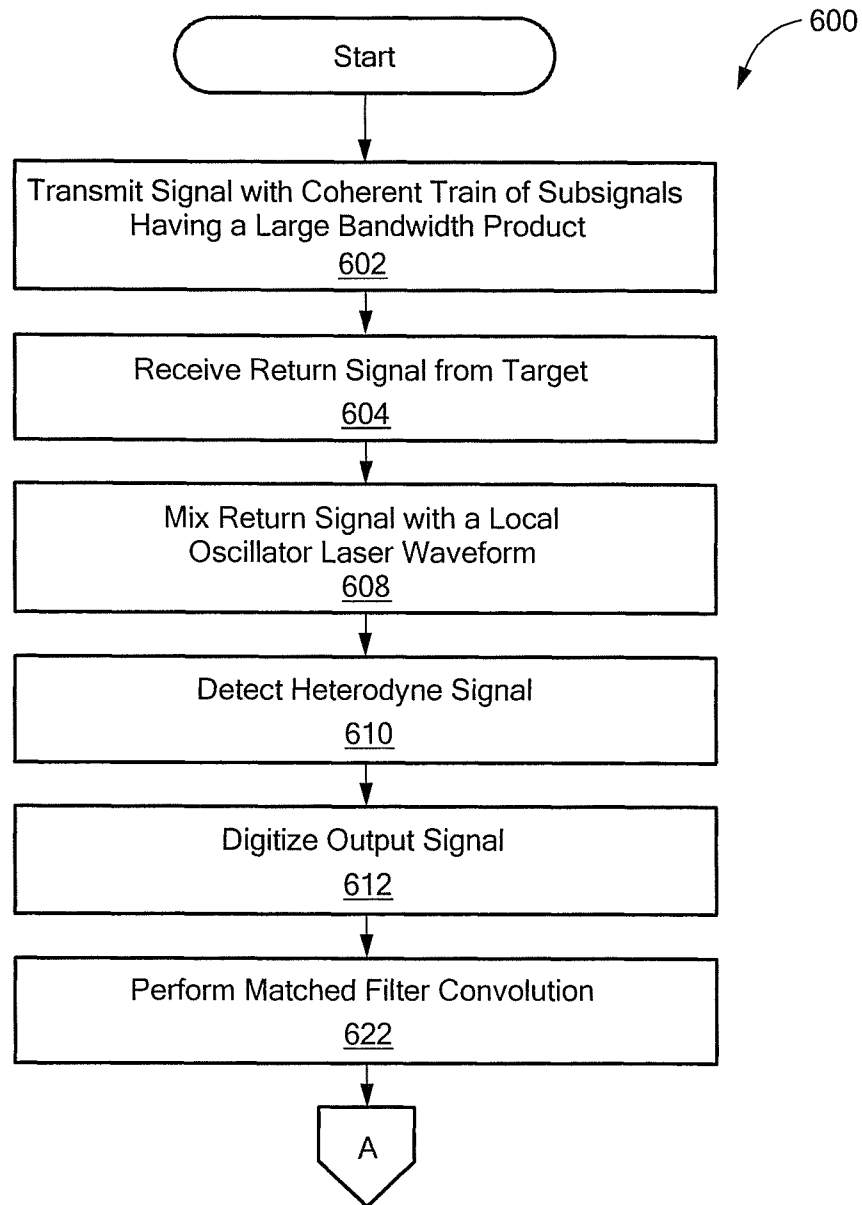 600
Start
Transmit Signal with Coherent Train of Subsignals
Having a Large Bandwidth Product
602
Receive Return Signal from Target
604
Mix Return Signal with a Local
Oscillator Laser Waveform
608
Detect Heterodyne Signal
610
Digitize Output Signal
612
Perform Matched Filter Convolution
622
A